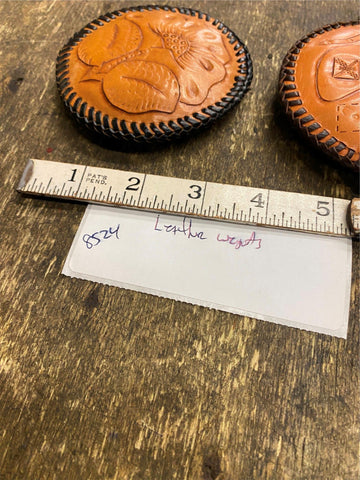 1 PAT'S PEND. 2 3 4 5
8524 Leather weights